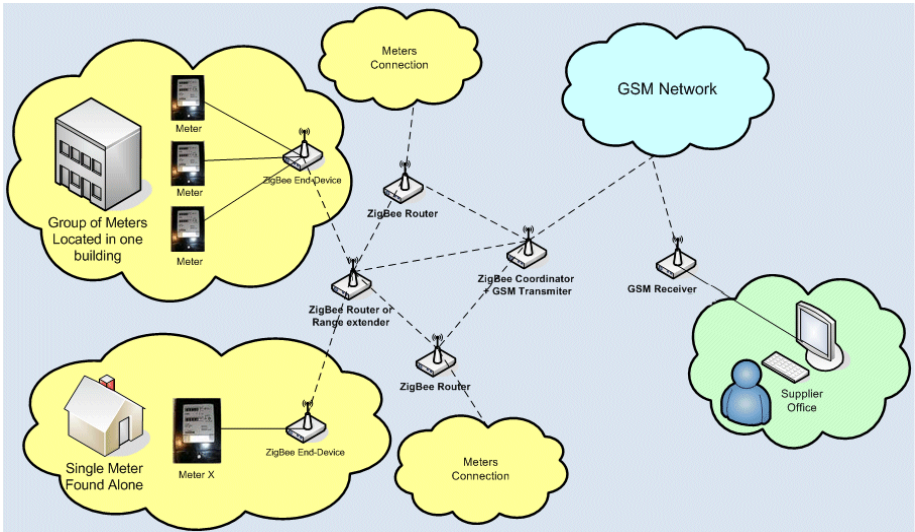 Meters
Connection
GSM Network
Meter
Meter
Meter
ZigBee End-Device
Group of Meters
Located in one
building
ZigBee Router
ZigBee Coordinator
+ GSM Transmiter
GSM Receiver
ZigBee Router or
Range extender
ZigBee Router
Supplier
Office
Single Meter
Found Alone
Meter X
ZigBee End-Device
Meters
Connection